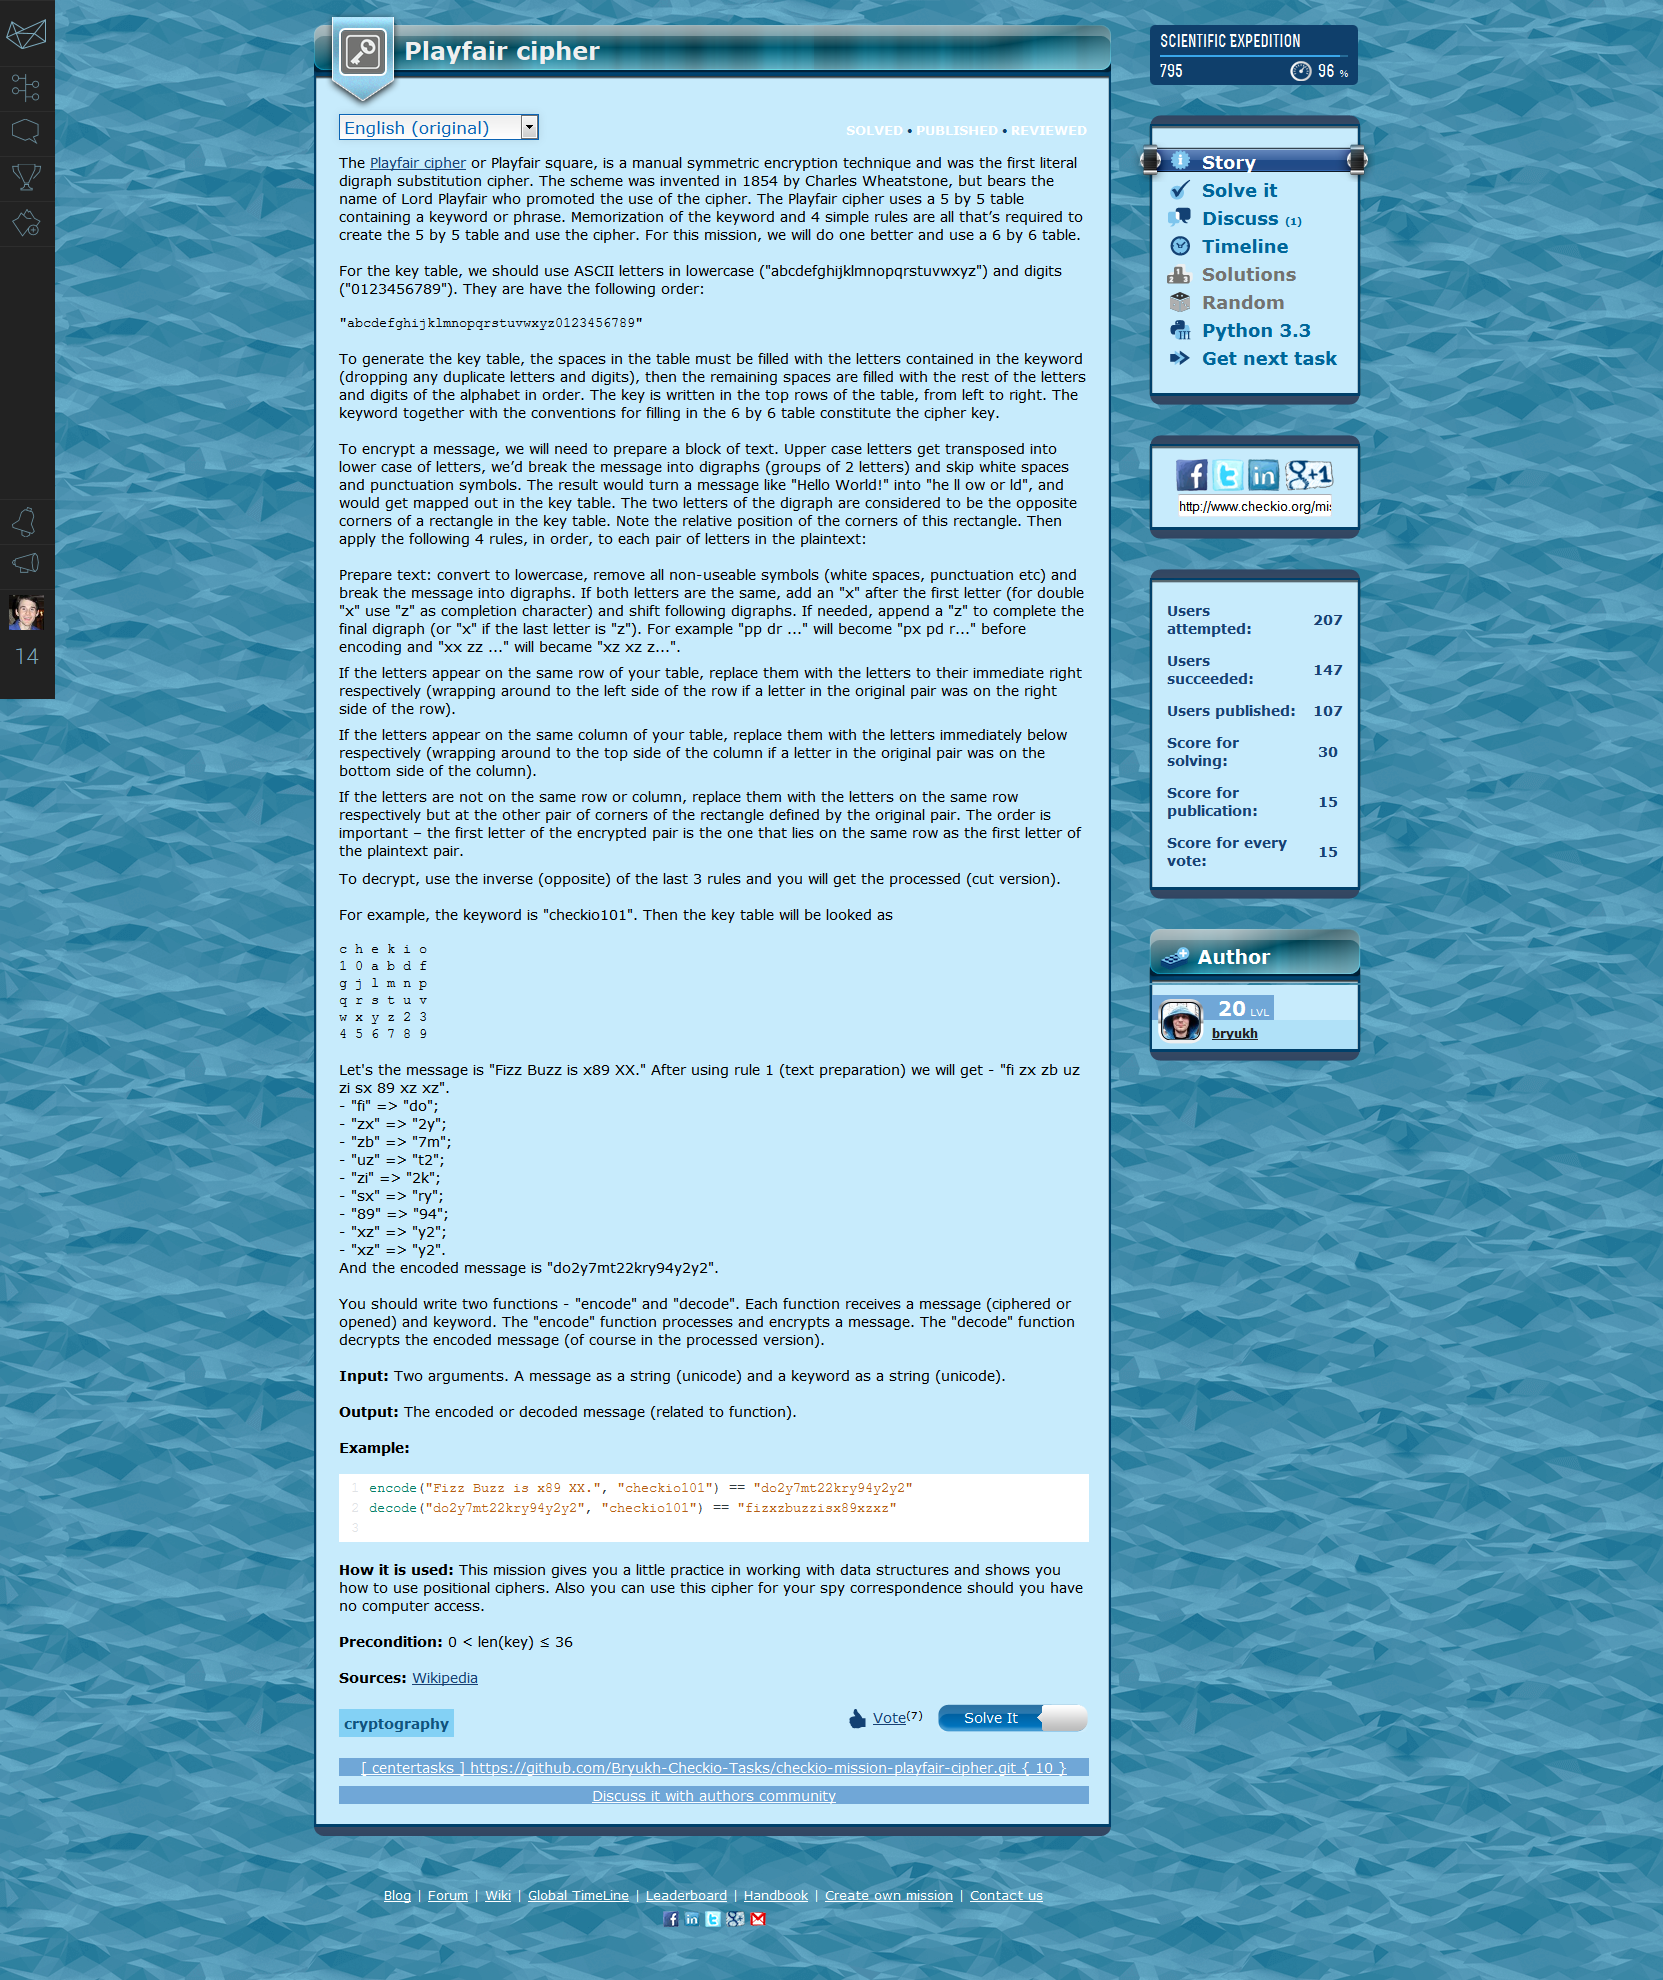 Playfair cipher
English (original)
SOLVED • PUBLISHED • REVIEWED
The Playfair cipher or Playfair square, is a manual symmetric encryption technique and was the first literal
digraph substitution cipher. The scheme was invented in 1854 by Charles Wheatstone, but bears the
name of Lord Playfair who promoted the use of the cipher. The Playfair cipher uses a 5 by 5 table
containing a keyword or phrase. Memorization of the keyword and 4 simple rules are all that’s required to
create the 5 by 5 table and use the cipher. For this mission, we will do one better and use a 6 by 6 table.
For the key table, we should use ASCII letters in lowercase ("abcdefghijklmnopqrstuvwxyz") and digits
("0123456789"). They are have the following order:
"abcdefghijklmnopqrstuvwxyz0123456789"
To generate the key table, the spaces in the table must be filled with the letters contained in the keyword
(dropping any duplicate letters and digits), then the remaining spaces are filled with the rest of the letters
and digits of the alphabet in order. The key is written in the top rows of the table, from left to right. The
keyword together with the conventions for filling in the 6 by 6 table constitute the cipher key.
To encrypt a message, we will need to prepare a block of text. Upper case letters get transposed into
lower case of letters, we’d break the message into digraphs (groups of 2 letters) and skip white spaces
and punctuation symbols. The result would turn a message like "Hello World!" into "he ll ow or ld", and
would get mapped out in the key table. The two letters of the digraph are considered to be the opposite
corners of a rectangle in the key table. Note the relative position of the corners of this rectangle. Then
apply the following 4 rules, in order, to each pair of letters in the plaintext:
Prepare text: convert to lowercase, remove all non-useable symbols (white spaces, punctuation etc) and
break the message into digraphs. If both letters are the same, add an "x" after the first letter (for double
"x" use "z" as completion character) and shift following digraphs. If needed, append a "z" to complete the
final digraph (or "x" if the last letter is "z"). For example "pp dr ..." will become "px pd r..." before
encoding and "xx zz ..." will became "xz xz z...".
If the letters appear on the same row of your table, replace them with the letters to their immediate right
respectively (wrapping around to the left side of the row if a letter in the original pair was on the right
side of the row).
If the letters appear on the same column of your table, replace them with the letters immediately below
respectively (wrapping around to the top side of the column if a letter in the original pair was on the
bottom side of the column).
If the letters are not on the same row or column, replace them with the letters on the same row
respectively but at the other pair of corners of the rectangle defined by the original pair. The order is
important – the first letter of the encrypted pair is the one that lies on the same row as the first letter of
the plaintext pair.
To decrypt, use the inverse (opposite) of the last 3 rules and you will get the processed (cut version).
For example, the keyword is "checkio101". Then the key table will be looked as
c h e k i o
1 0 a b d f
g j l m n p
q r s t u v
w x y z 2 3
4 5 6 7 8 9
Let's the message is "Fizz Buzz is x89 XX." After using rule 1 (text preparation) we will get - "fi zx zb uz
zi sx 89 xz xz".
- "fi" => "do";
- "zx" => "2y";
- "zb" => "7m";
- "uz" => "t2";
- "zi" => "2k";
- "sx" => "ry";
- "89" => "94";
- "xz" => "y2";
- "xz" => "y2".
And the encoded message is "do2y7mt22kry94y2y2".
You should write two functions - "encode" and "decode". Each function receives a message (ciphered or
opened) and keyword. The "encode" function processes and encrypts a message. The "decode" function
decrypts the encoded message (of course in the processed version).
Input: Two arguments. A message as a string (unicode) and a keyword as a string (unicode).
Output: The encoded or decoded message (related to function).
Example:
1 encode("Fizz Buzz is x89 XX.", "checkio101") == "do2y7mt22kry94y2y2"
2 decode("do2y7mt22kry94y2y2", "checkio101") == "fizxzbuzzisx89xzxz"
3
How it is used: This mission gives you a little practice in working with data structures and shows you
how to use positional ciphers. Also you can use this cipher for your spy correspondence should you have
no computer access.
Precondition: 0 < len(key) ≤ 36
Sources: Wikipedia
cryptography
Vote(7)
Solve It
[ centertasks ] https://github.com/Bryukh-Checkio-Tasks/checkio-mission-playfair-cipher.git { 10 }
Discuss it with authors community
Blog | Forum | Wiki | Global TimeLine | Leaderboard | Handbook | Create own mission | Contact us
14
SCIENTIFIC EXPEDITION
795 96 %
Story
Solve it
Discuss (1)
Timeline
Solutions
Random
Python 3.3
Get next task
http://www.checkio.org/mis
Users
attempted: 207
Users
succeeded: 147
Users published: 107
Score for
solving: 30
Score for
publication: 15
Score for every
vote: 15
Author
20 LVL
bryukh